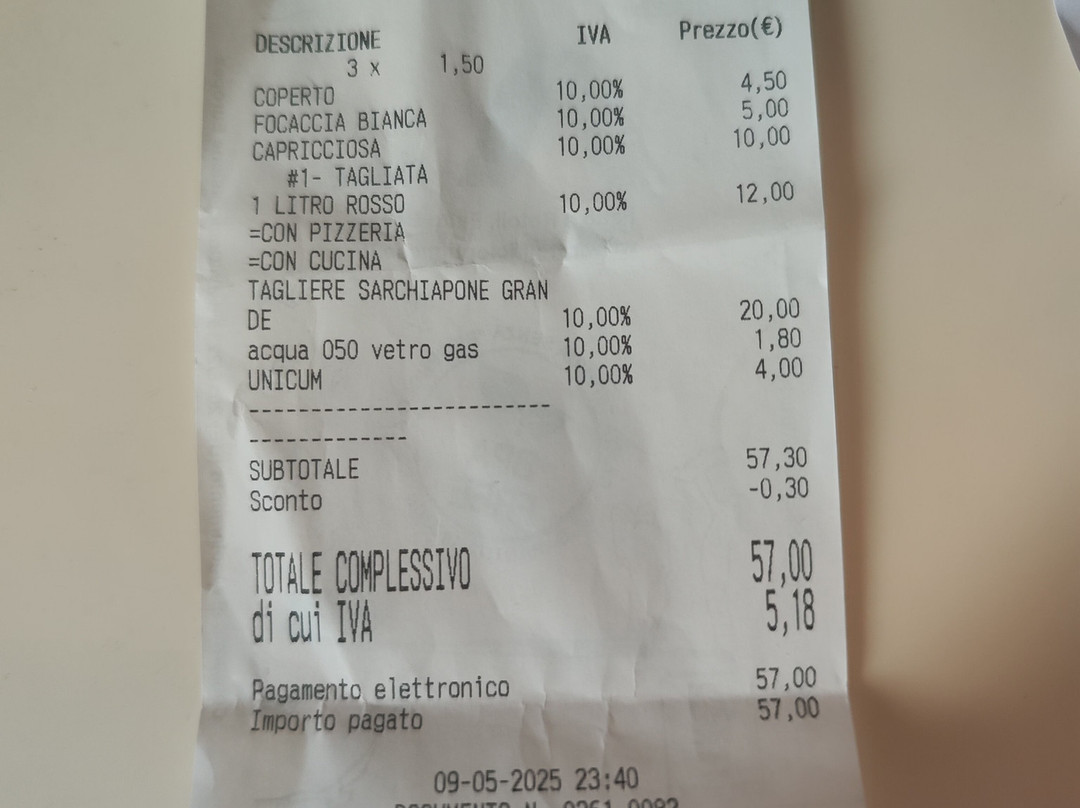 DESCRIZIONE IVA Prezzo(€)
3 x 1,50
COPERTO 10,00% 4,50
FOCACCIA BIANCA 10,00% 5,00
CAPRICCIOSA 10,00% 10,00
#1- TAGLIATA
1 LITRO ROSSO 10,00% 12,00
=CON PIZZERIA
=CON CUCINA
TAGLIERE SARCHIAPONE GRAN
DE 10,00% 20,00
acqua 050 vetro gas 10,00% 1,80
UNICUM 10,00% 4,00
-------------------------
-------------
SUBTOTALE 57,30
Sconto -0,30
TOTALE COMPLESSIVO 57,00
di cui IVA 5,18
Pagamento elettronico 57,00
Importo pagato 57,00
09-05-2025 23:40
DOCUMENTO N. 0261-0082